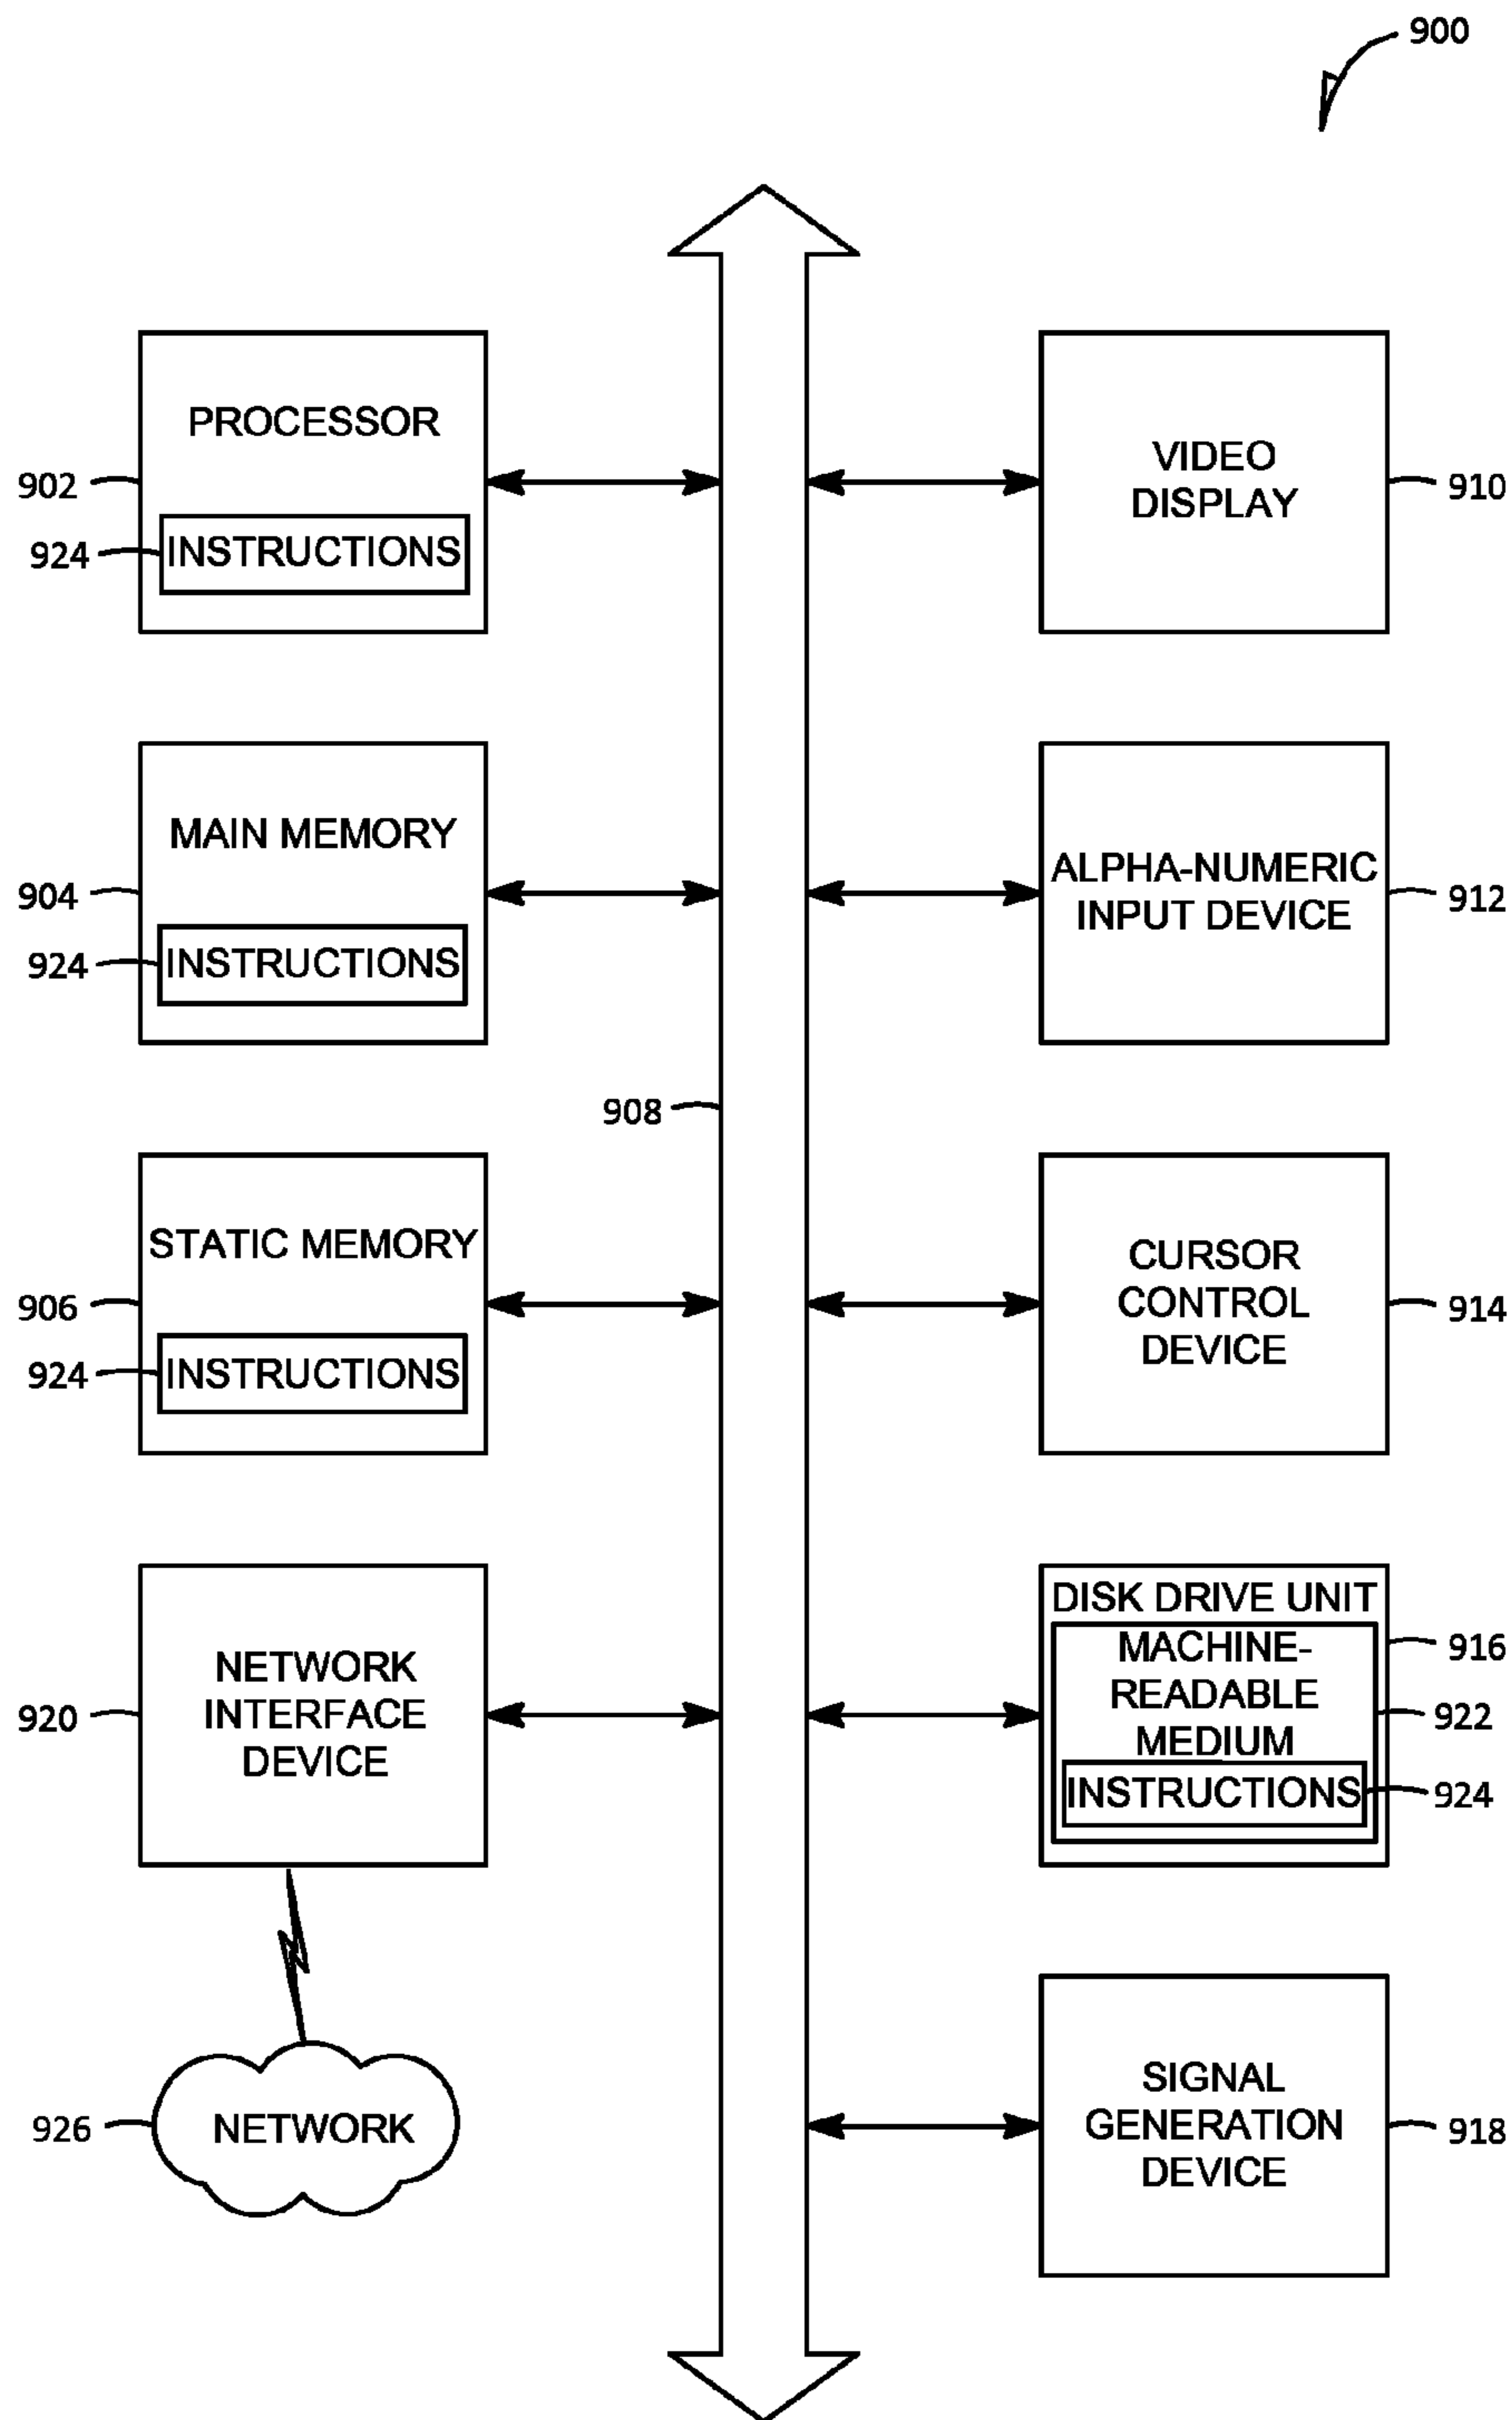 900
PROCESSOR
902
924
INSTRUCTIONS
VIDEO
DISPLAY
910
MAIN MEMORY
904
924
INSTRUCTIONS
ALPHA-NUMERIC
INPUT DEVICE
912
908
STATIC MEMORY
906
924
INSTRUCTIONS
CURSOR
CONTROL
DEVICE
914
NETWORK
INTERFACE
DEVICE
920
DISK DRIVE UNIT
916
MACHINE-
READABLE
MEDIUM
922
INSTRUCTIONS
924
926
NETWORK
SIGNAL
GENERATION
DEVICE
918